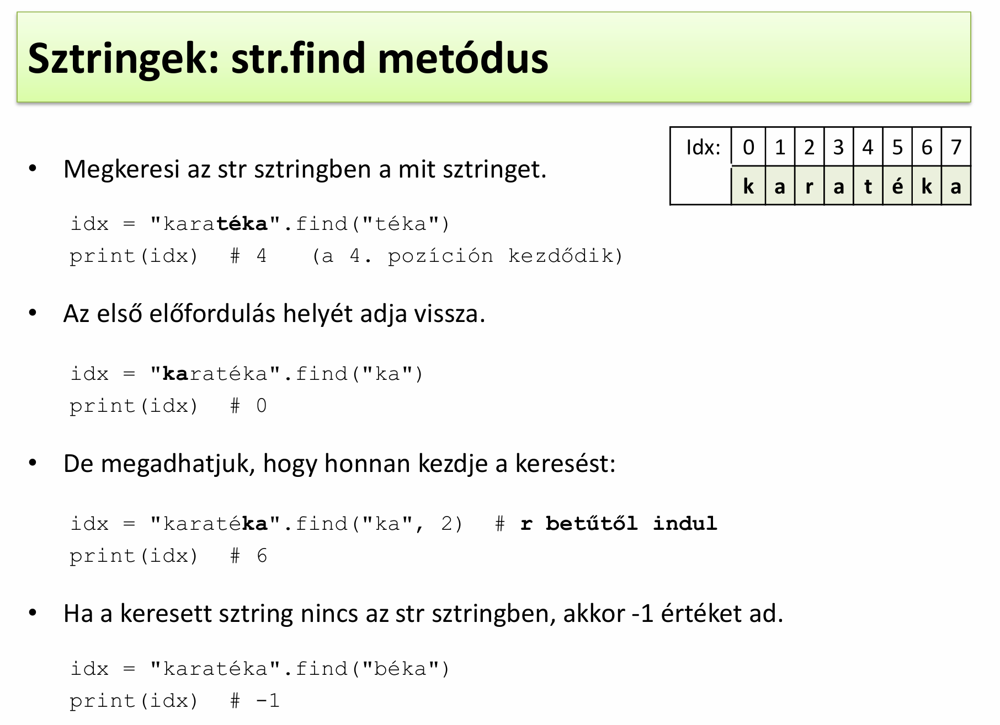 Sztringek: str.find metódus
Idx: 0 1 2 3 4 5 6 7
k a r a t é k a
• Megkeresi az str sztringben a mit sztringet.
idx = "karatéka".find("téka")
print(idx)  # 4   (a 4. pozíción kezdődik)
• Az első előfordulás helyét adja vissza.
idx = "karatéka".find("ka")
print(idx)  # 0
• De megadhatjuk, hogy honnan kezdje a keresést:
idx = "karatéka".find("ka", 2)  # r betűtől indul
print(idx)  # 6
• Ha a keresett sztring nincs az str sztringben, akkor -1 értéket ad.
idx = "karatéka".find("béka")
print(idx)  # -1